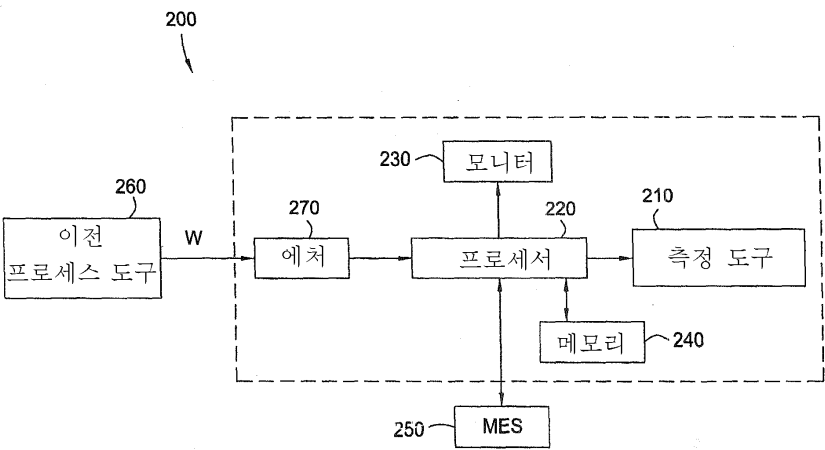 200
230
모니터
260
270
220
210
이전
프로세스 도구
W
에처
프로세서
측정 도구
메모리
240
250
MES